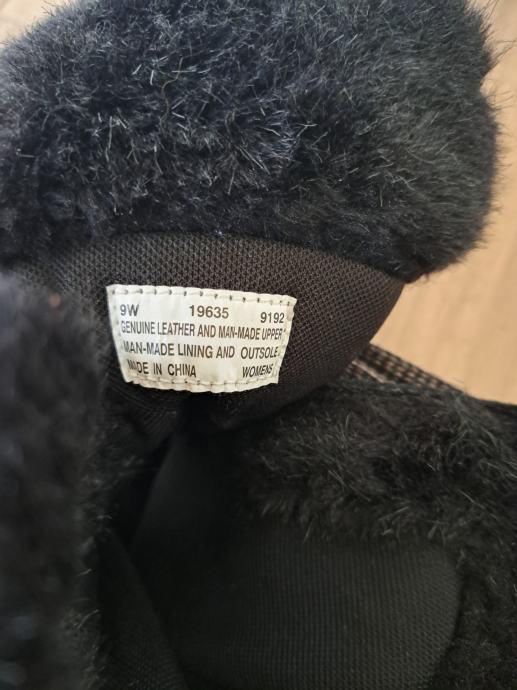 9W 19635 9192
GENUINE LEATHER AND MAN-MADE UPPER
MAN-MADE LINING AND OUTSOLE
MADE IN CHINA WOMENS